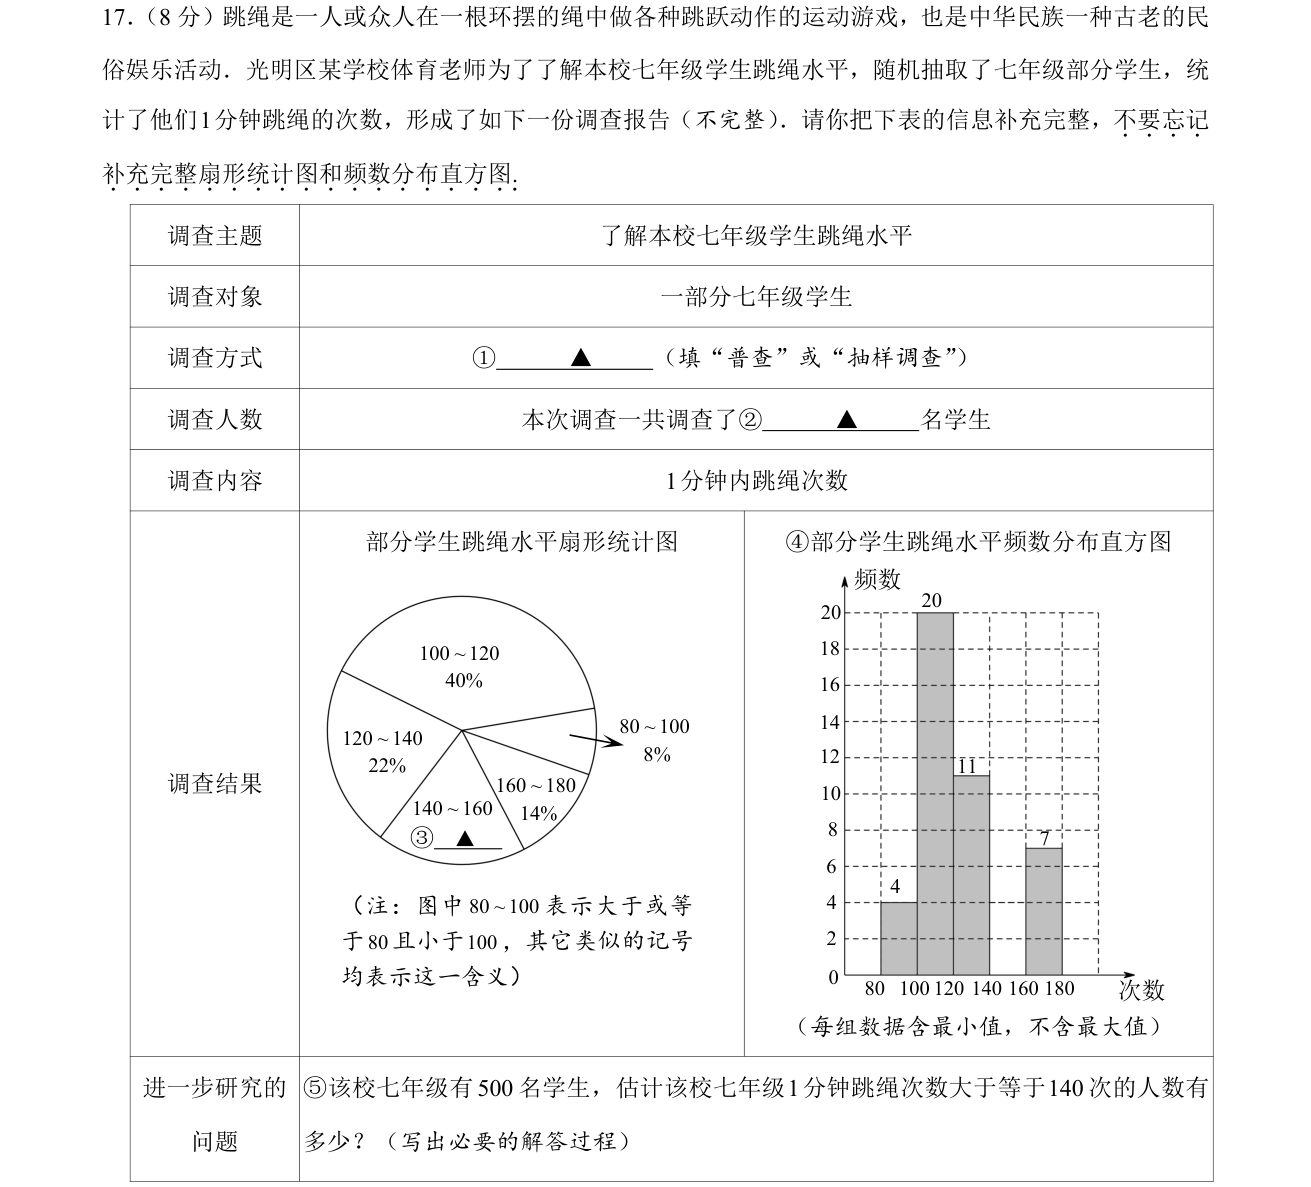 17.（8 分）跳绳是一人或众人在一根环摆的绳中做各种跳跃动作的运动游戏，也是中华民族一种古老的民
俗娱乐活动．光明区某学校体育老师为了了解本校七年级学生跳绳水平，随机抽取了七年级部分学生，统
计了他们1分钟跳绳的次数，形成了如下一份调查报告（不完整）．请你把下表的信息补充完整，不要忘记
补充完整扇形统计图和频数分布直方图．
调查主题
了解本校七年级学生跳绳水平
调查对象
一部分七年级学生
调查方式
①______▲______（填“普查”或“抽样调查”）
调查人数
本次调查一共调查了②______▲______名学生
调查内容
1分钟内跳绳次数
调查结果
部分学生跳绳水平扇形统计图
100~120
40%
120~140
22%
80~100
8%
160~180
14%
140~160
③__▲__
（注：图中80~100表示大于或等
于80且小于100，其它类似的记号
均表示这一含义）
④部分学生跳绳水平频数分布直方图
频数
20
20
18
16
14
12
11
10
8
7
6
4
4
2
0
80 100 120 140 160 180
次数
（每组数据含最小值，不含最大值）
进一步研究的
问题
⑤该校七年级有500名学生，估计该校七年级1分钟跳绳次数大于等于140次的人数有
多少？（写出必要的解答过程）